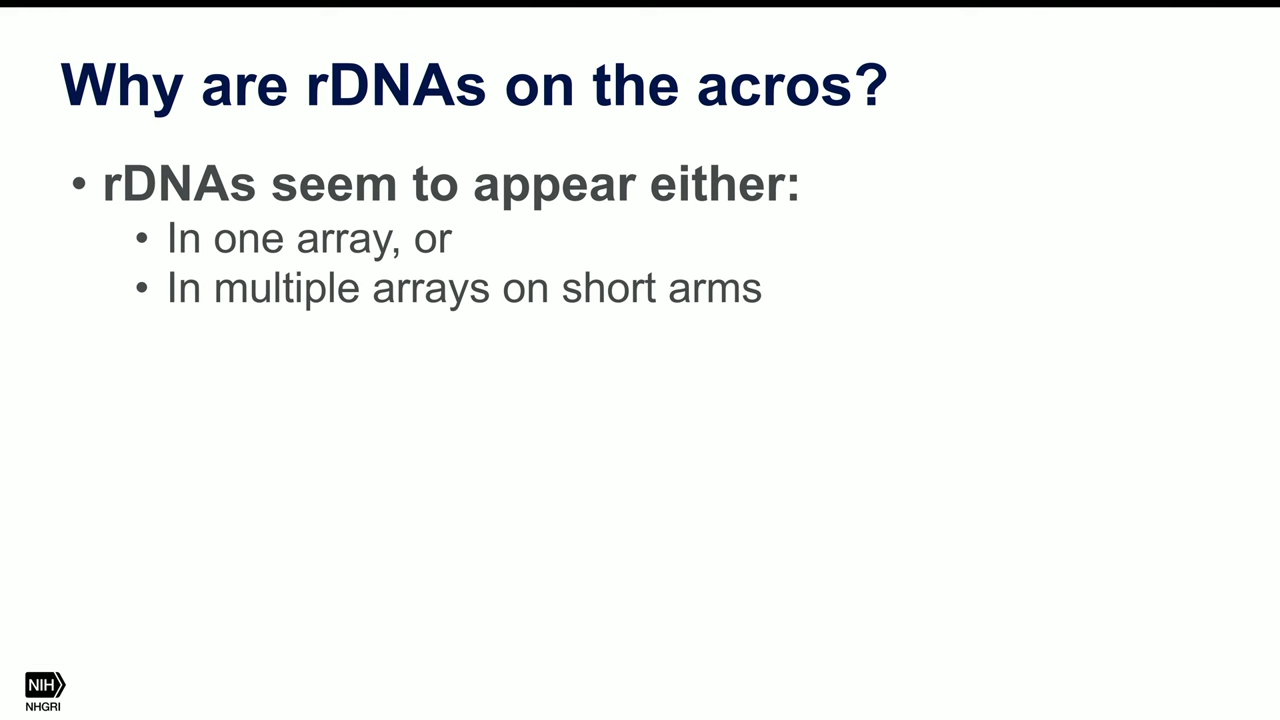 Why are rDNAs on the acros?
• rDNAs seem to appear either:
• In one array, or
• In multiple arrays on short arms
NIH
NHGRI